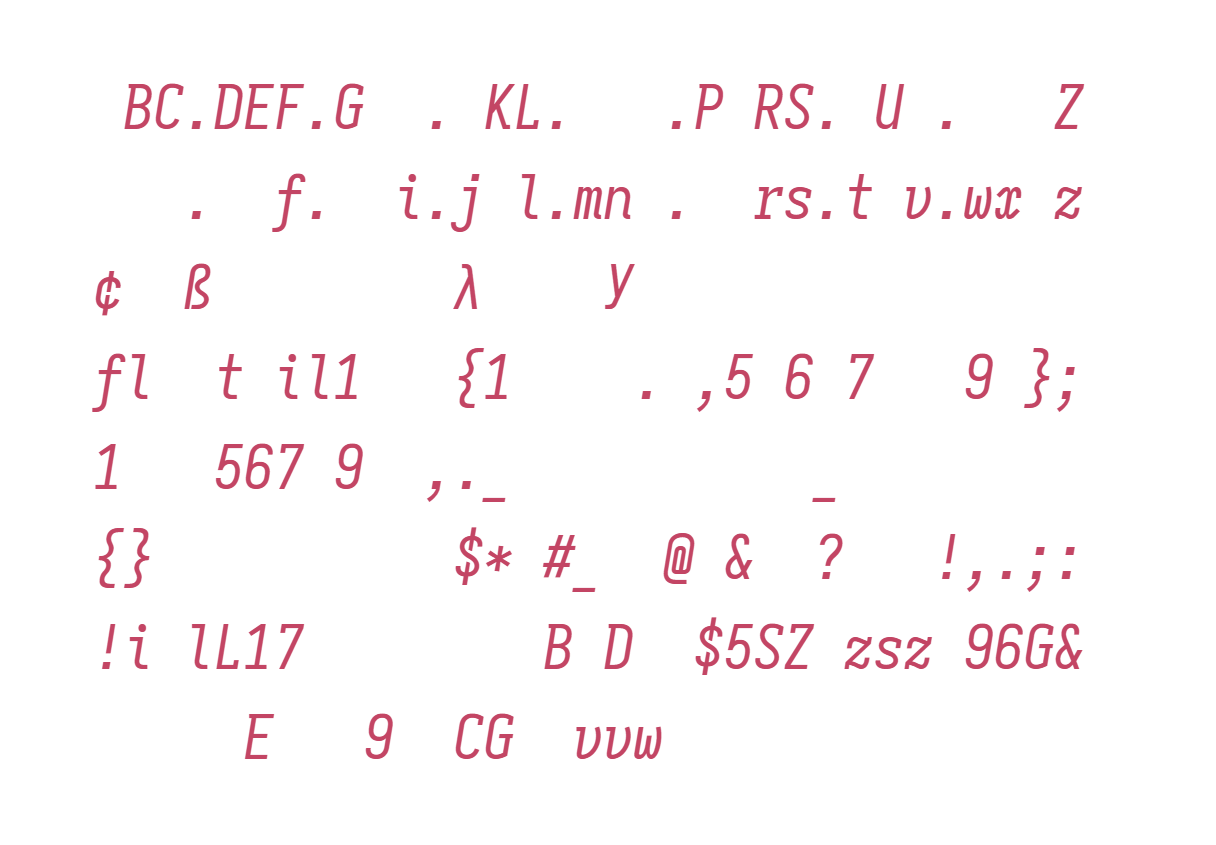 BC.DEF.G . KL. .P RS. U . Z
. f. i.j l.mn . rs.t v.wx z
¢ ß λ y
fl t il1 {1 . ,5 6 7 9 };
1 567 9 ,._ _
{} $* #_ @ & ? !,.;:
!i lL17 B D $5SZ zsz 96G&
E 9 CG vvw